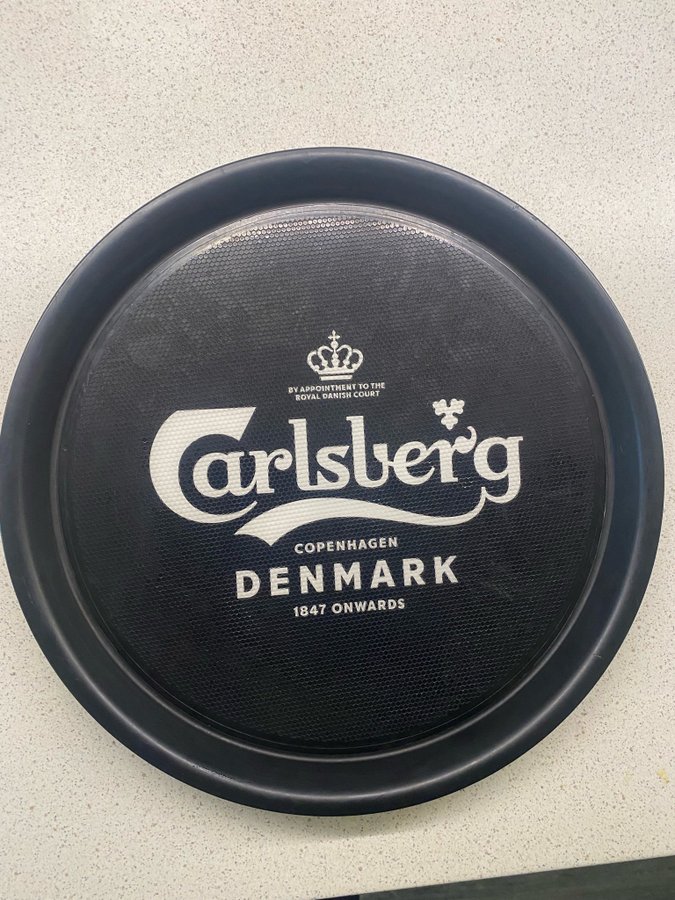 BY APPOINTMENT TO THE
ROYAL DANISH COURT
Carlsberg
COPENHAGEN
DENMARK
1847 ONWARDS